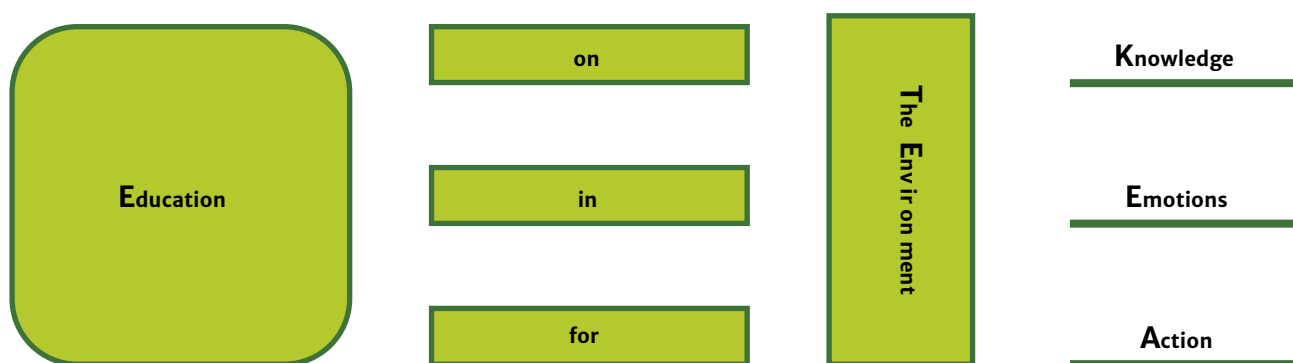 Education
on
in
for
The Environment
Knowledge
Emotions
Action